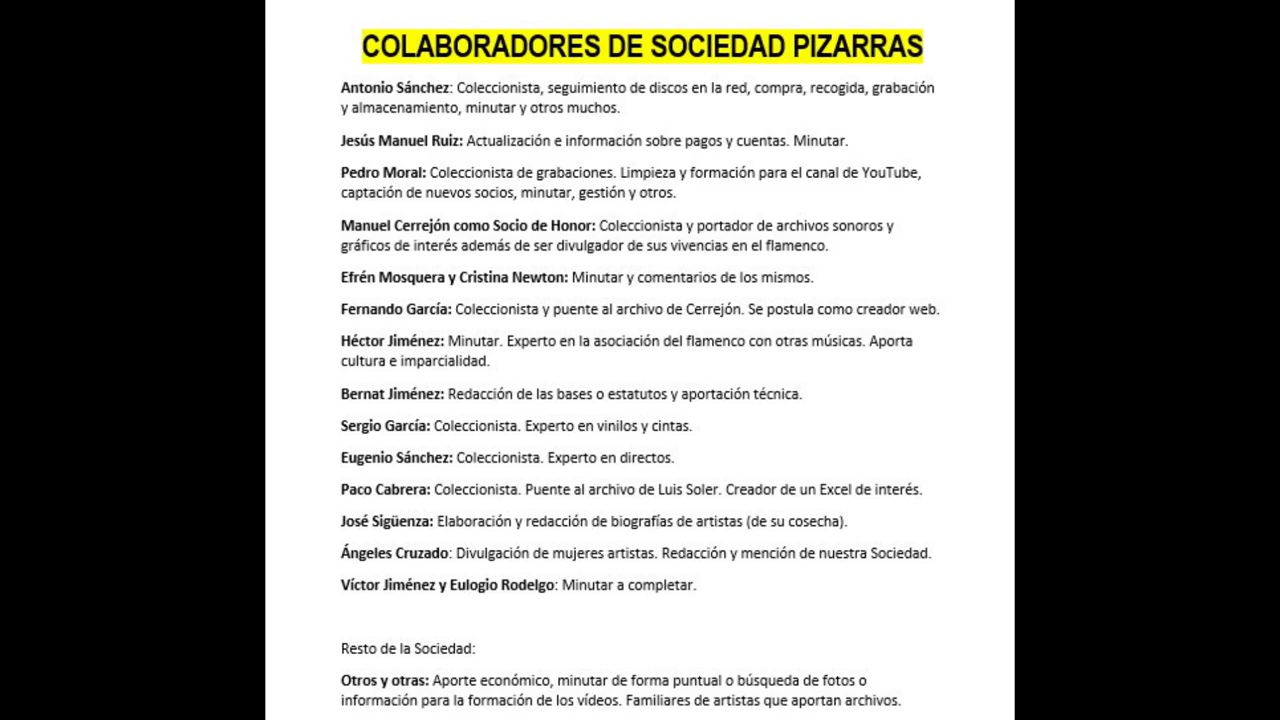 COLABORADORES DE SOCIEDAD PIZARRAS
Antonio Sánchez: Coleccionista, seguimiento de discos en la red, compra, recogida, grabación
y almacenamiento, minutar y otros muchos.
Jesús Manuel Ruiz: Actualización e información sobre pagos y cuentas. Minutar.
Pedro Moral: Coleccionista de grabaciones. Limpieza y formación para el canal de YouTube,
captación de nuevos socios, minutar, gestión y otros.
Manuel Cerrejón como Socio de Honor: Coleccionista y portador de archivos sonoros y
gráficos de interés además de ser divulgador de sus vivencias en el flamenco.
Efrén Mosquera y Cristina Newton: Minutar y comentarios de los mismos.
Fernando García: Coleccionista y puente al archivo de Cerrejón. Se postula como creador web.
Héctor Jiménez: Minutar. Experto en la asociación del flamenco con otras músicas. Aporta
cultura e imparcialidad.
Bernat Jiménez: Redacción de las bases o estatutos y aportación técnica.
Sergio García: Coleccionista. Experto en vinilos y cintas.
Eugenio Sánchez: Coleccionista. Experto en directos.
Paco Cabrera: Coleccionista. Puente al archivo de Luis Soler. Creador de un Excel de interés.
José Sigüenza: Elaboración y redacción de biografías de artistas (de su cosecha).
Ángeles Cruzado: Divulgación de mujeres artistas. Redacción y mención de nuestra Sociedad.
Víctor Jiménez y Eulogio Rodelgo: Minutar a completar.
Resto de la Sociedad:
Otros y otras: Aporte económico, minutar de forma puntual o búsqueda de fotos o
información para la formación de los vídeos. Familiares de artistas que aportan archivos.